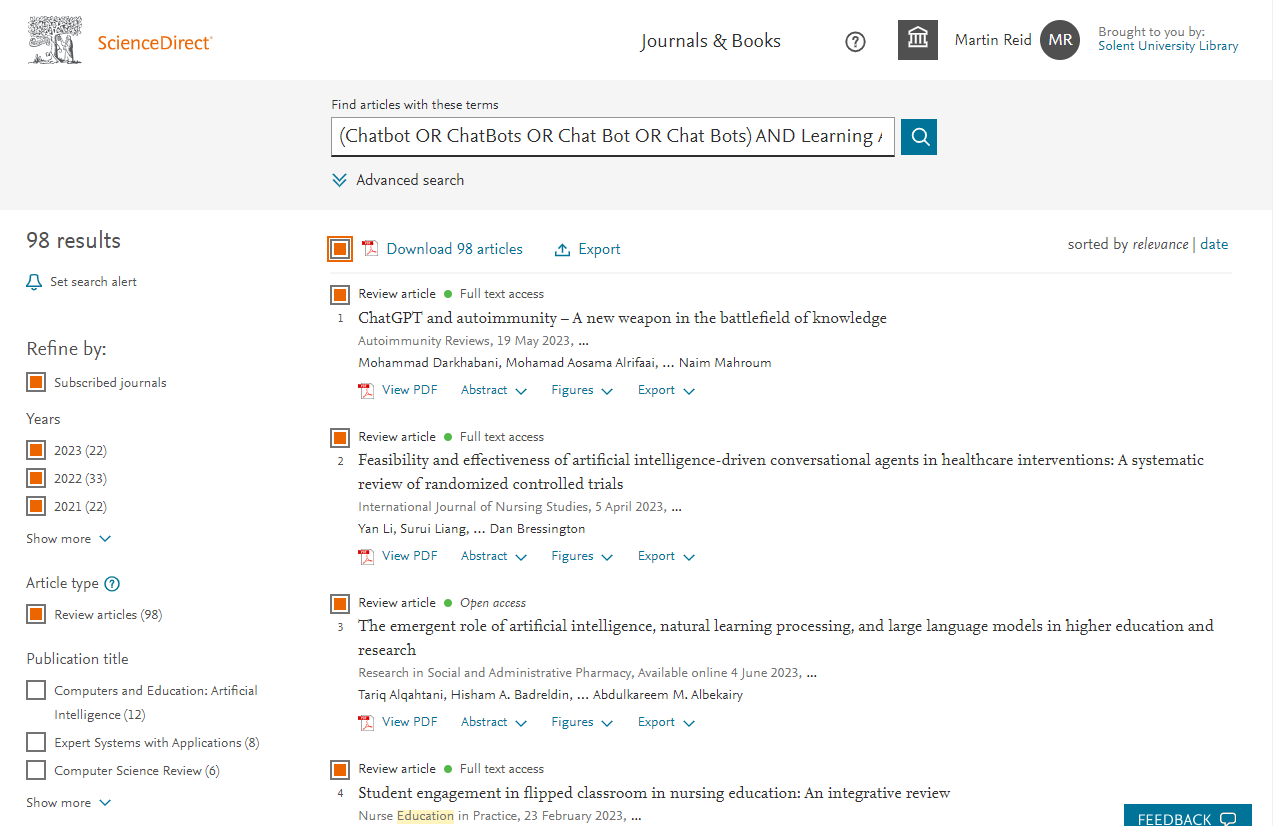 ScienceDirect
Journals & Books
Martin Reid
MR
Brought to you by:
Solent University Library
Find articles with these terms
(Chatbot OR ChatBots OR Chat Bot OR Chat Bots) AND Learning
Advanced search
98 results
Set search alert
Refine by:
Subscribed journals
Years
2023 (22)
2022 (33)
2021 (22)
Show more
Article type
Review articles (98)
Publication title
Computers and Education: Artificial
Intelligence (12)
Expert Systems with Applications (8)
Computer Science Review (6)
Show more
Download 98 articles
Export
sorted by relevance | date
Review article Full text access
1 ChatGPT and autoimmunity – A new weapon in the battlefield of knowledge
Autoimmunity Reviews, 19 May 2023, ...
Mohammad Darkhabani, Mohamad Aosama Alrifaai, ... Naim Mahroum
View PDF Abstract Figures Export
Review article Full text access
2 Feasibility and effectiveness of artificial intelligence-driven conversational agents in healthcare interventions: A systematic
review of randomized controlled trials
International Journal of Nursing Studies, 5 April 2023, ...
Yan Li, Surui Liang, ... Dan Bressington
View PDF Abstract Figures Export
Review article Open access
3 The emergent role of artificial intelligence, natural learning processing, and large language models in higher education and
research
Research in Social and Administrative Pharmacy, Available online 4 June 2023, ...
Tariq Alqahtani, Hisham A. Badreldin, ... Abdulkareem M. Albekairy
View PDF Abstract Figures Export
Review article Full text access
4 Student engagement in flipped classroom in nursing education: An integrative review
Nurse Education in Practice, 23 February 2023, ...
FEEDBACK